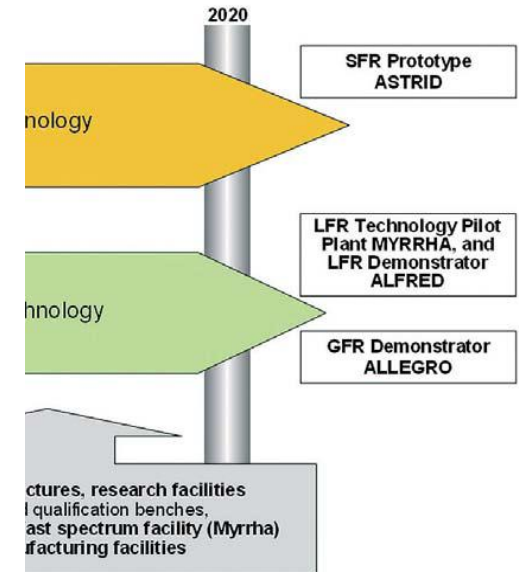 2020
SFR Prototype
ASTRID
nology
LFR Technology Pilot
Plant MYRRHA, and
LFR Demonstrator
ALFRED
hnology
GFR Demonstrator
ALLEGRO
ctures, research facilities
d qualification benches,
ast spectrum facility (Myrrha)
ufacturing facilities